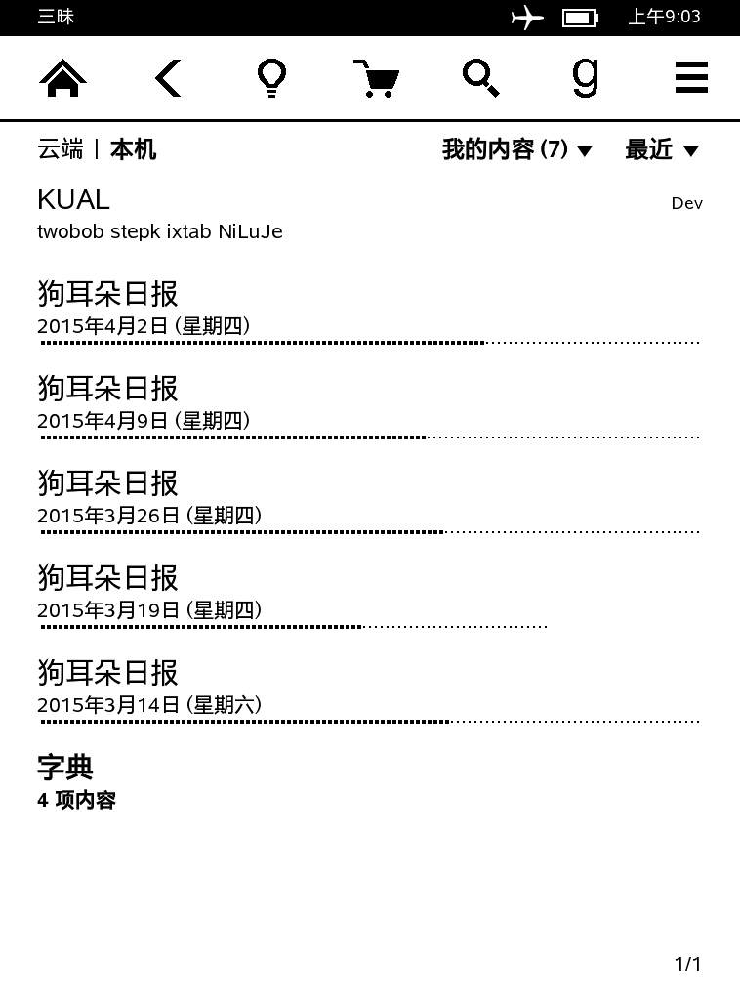 三昧 上午9:03
g
云端 | 本机 我的内容 (7) 最近
KUAL Dev
twobob stepk ixtab NiLuJe
狗耳朵日报
2015年4月2日 (星期四)
狗耳朵日报
2015年4月9日 (星期四)
狗耳朵日报
2015年3月26日 (星期四)
狗耳朵日报
2015年3月19日 (星期四)
狗耳朵日报
2015年3月14日 (星期六)
字典
4 项内容
1/1